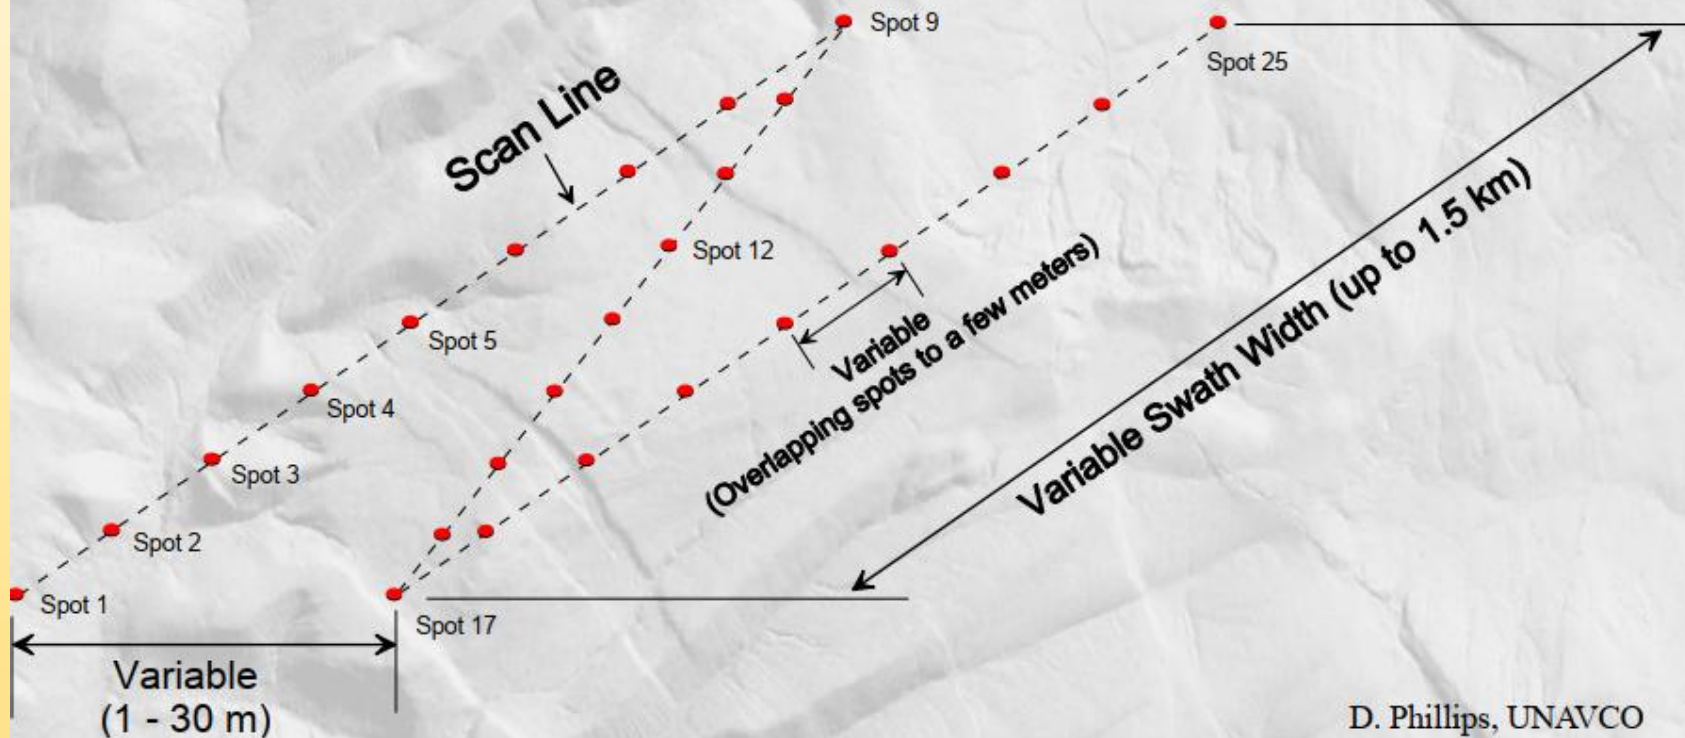 Spot 9
Spot 25
Scan Line
Spot 12
Spot 5
Variable
(Overlapping spots to a few meters)
Variable Swath Width (up to 1.5 km)
Spot 4
Spot 3
Spot 2
Spot 1
Spot 17
Variable
(1 - 30 m)
D. Phillips, UNAVCO